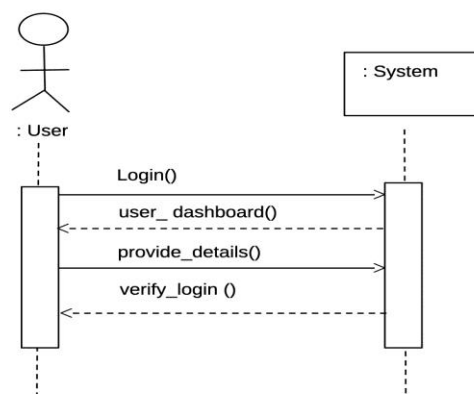 : System
: User
Login()
user_ dashboard()
provide_details()
verify_login ()